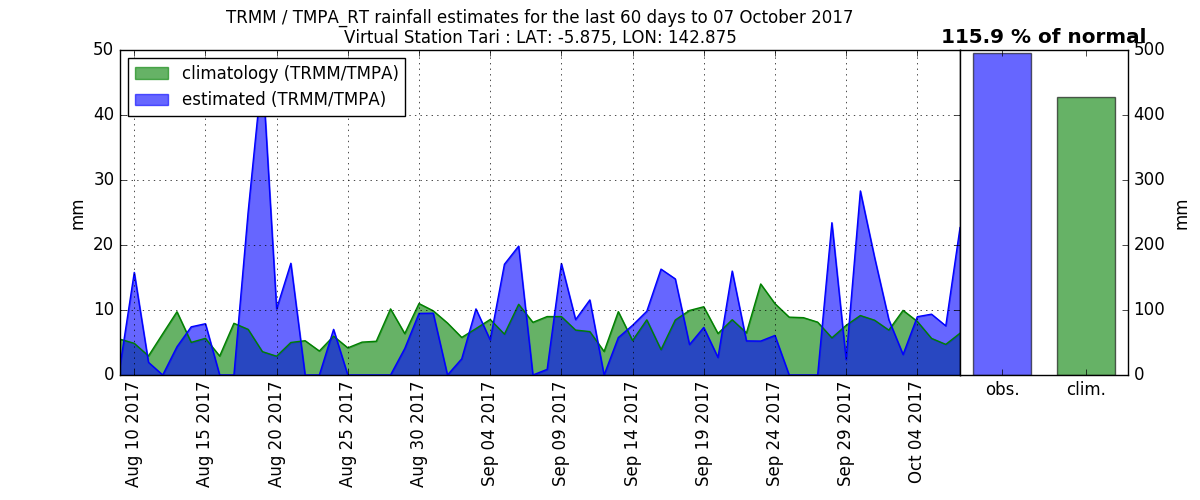 TRMM / TMPA_RT rainfall estimates for the last 60 days to 07 October 2017
Virtual Station Tari : LAT: -5.875, LON: 142.875
115.9 % of normal
climatology (TRMM/TMPA)
estimated (TRMM/TMPA)
50
40
30
20
10
0
mm
500
400
300
200
100
0
mm
Aug 10 2017
Aug 15 2017
Aug 20 2017
Aug 25 2017
Aug 30 2017
Sep 04 2017
Sep 09 2017
Sep 14 2017
Sep 19 2017
Sep 24 2017
Sep 29 2017
Oct 04 2017
obs.
clim.